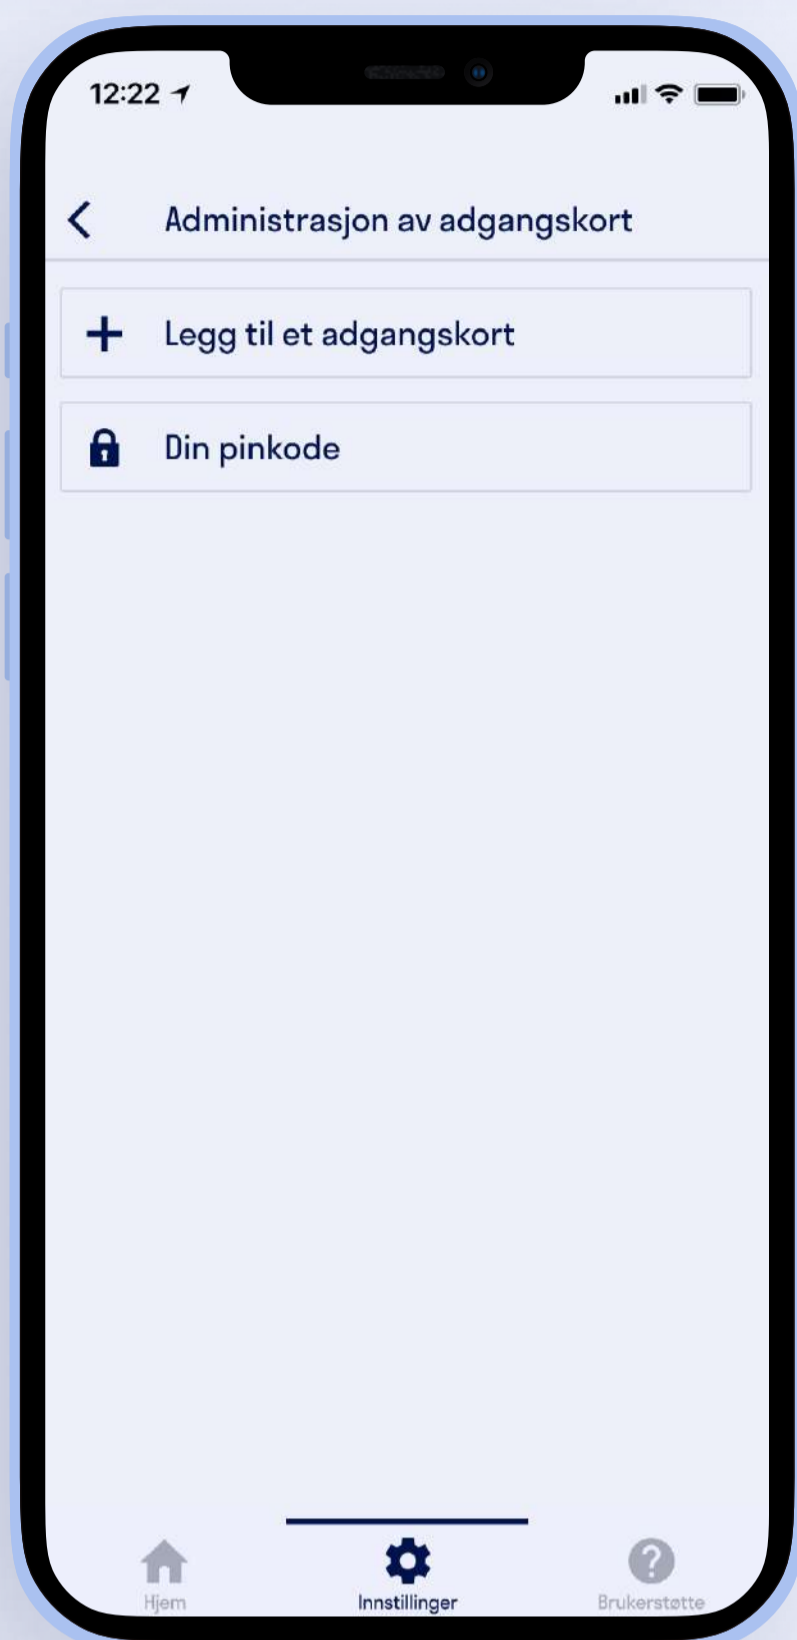 12:22
Administrasjon av adgangskort
Legg til et adgangskort
Din pinkode
Hjem
Innstillinger
Brukerstøtte